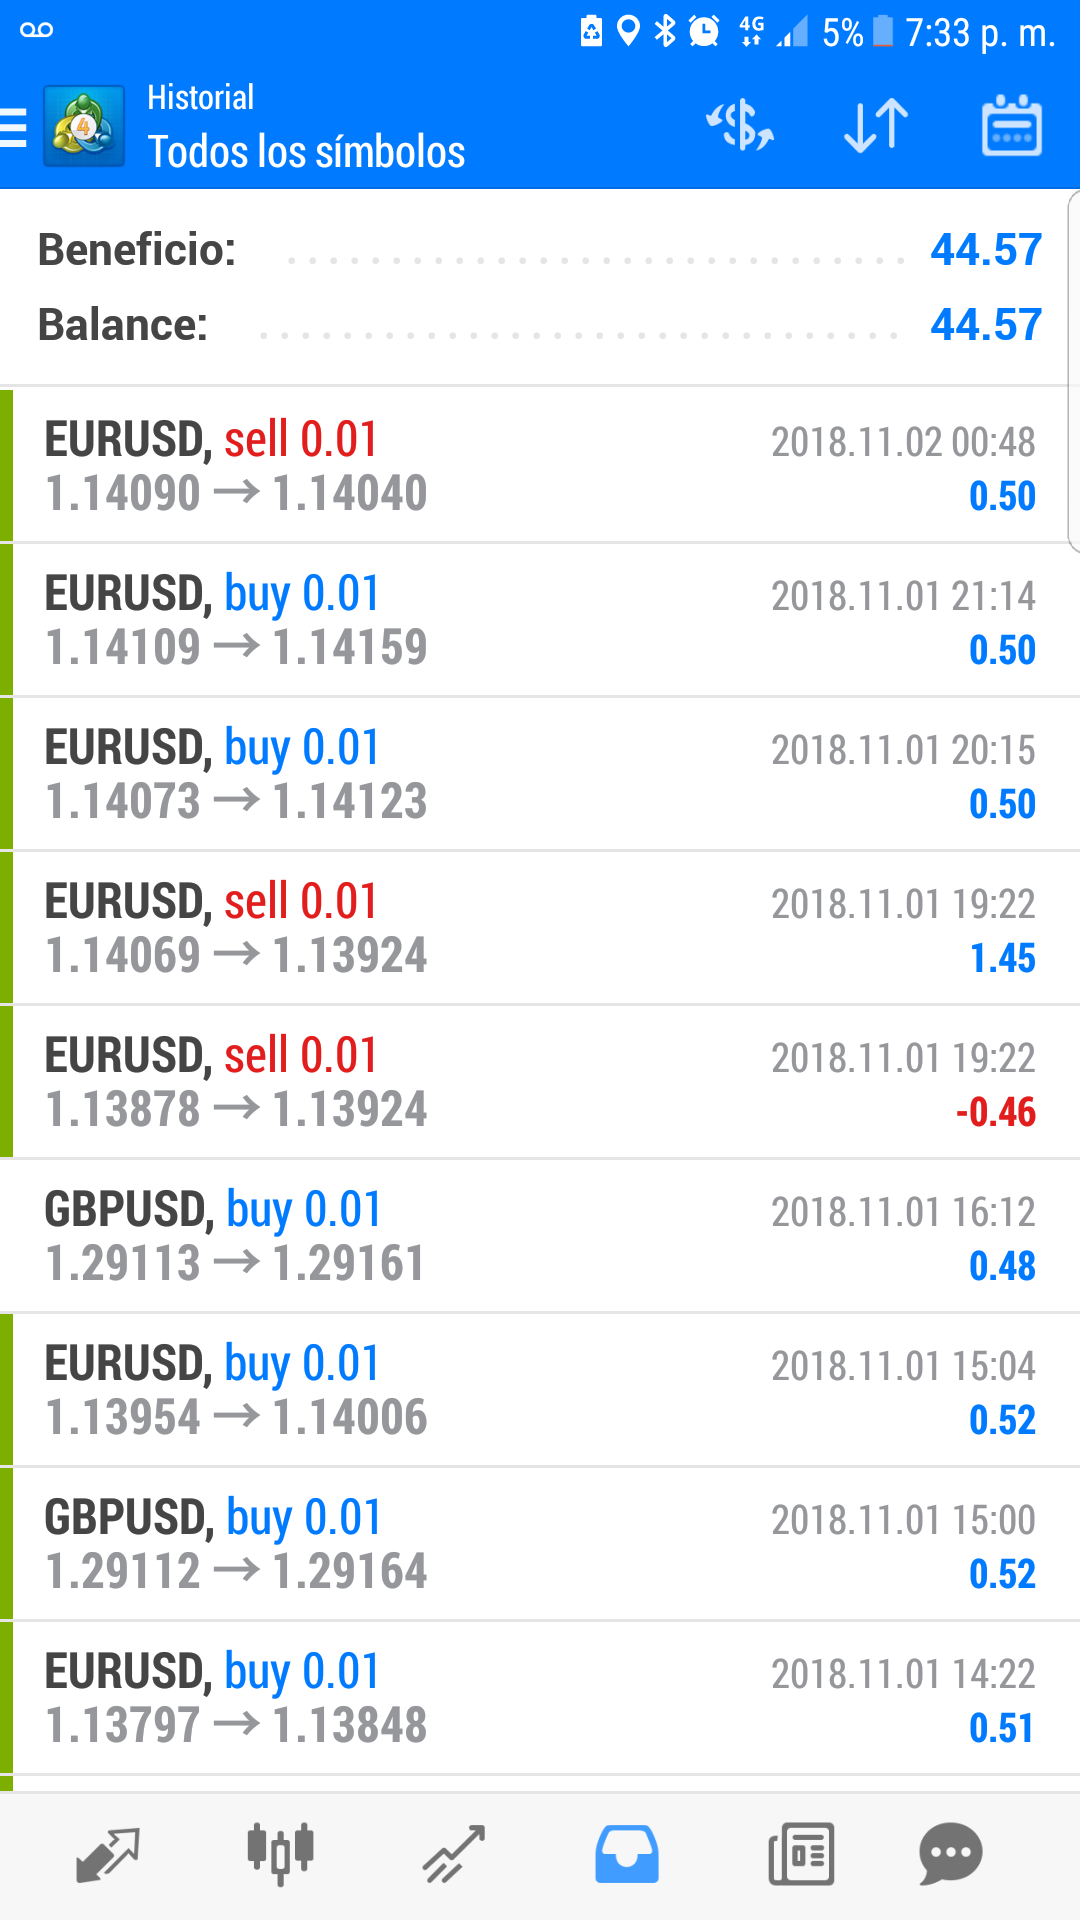 4G 5% 7:33 p. m.
Historial
4 Todos los símbolos
Beneficio: 44.57
Balance: 44.57
EURUSD, sell 0.01 2018.11.02 00:48
1.14090 → 1.14040 0.50
EURUSD, buy 0.01 2018.11.01 21:14
1.14109 → 1.14159 0.50
EURUSD, buy 0.01 2018.11.01 20:15
1.14073 → 1.14123 0.50
EURUSD, sell 0.01 2018.11.01 19:22
1.14069 → 1.13924 1.45
EURUSD, sell 0.01 2018.11.01 19:22
1.13878 → 1.13924 -0.46
GBPUSD, buy 0.01 2018.11.01 16:12
1.29113 → 1.29161 0.48
EURUSD, buy 0.01 2018.11.01 15:04
1.13954 → 1.14006 0.52
GBPUSD, buy 0.01 2018.11.01 15:00
1.29112 → 1.29164 0.52
EURUSD, buy 0.01 2018.11.01 14:22
1.13797 → 1.13848 0.51